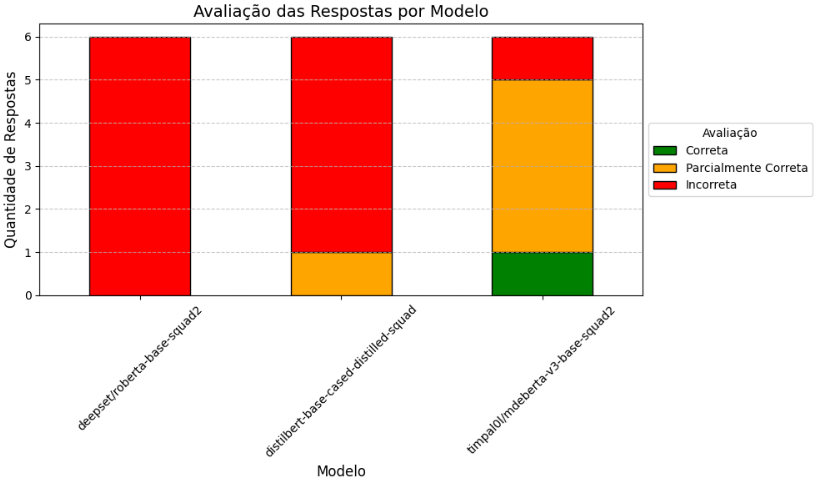 Avaliação das Respostas por Modelo
Quantidade de Respostas
6
5
4
3
2
1
0
deepset/roberta-base-squad2
distilbert-base-cased-distilled-squad
timpal0l/mdeberta-v3-base-squad2
Modelo
Avaliação
Correta
Parcialmente Correta
Incorreta